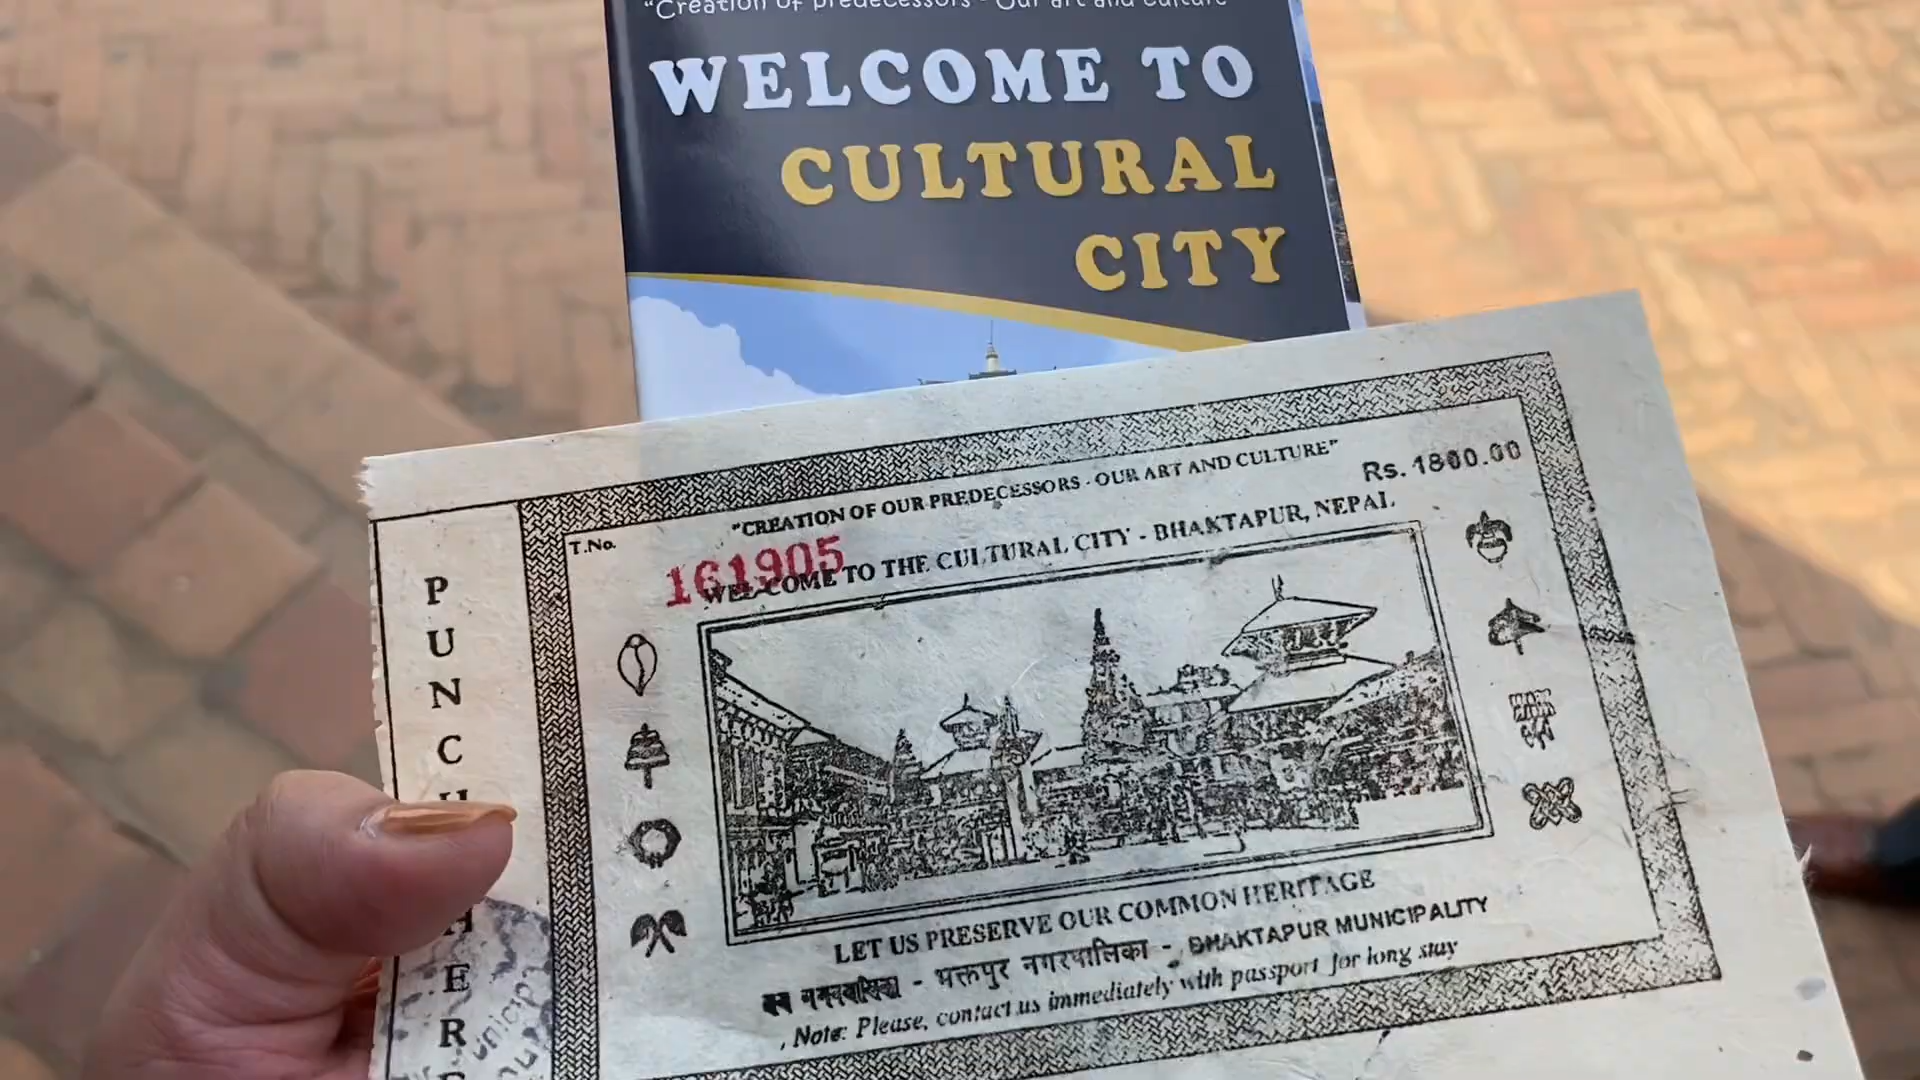 "Creation of predecessors - Our art and culture"
WELCOME TO
CULTURAL
CITY
"CREATION OF OUR PREDECESSORS - OUR ART AND CULTURE"
Rs. 1800.00
T.No.
161905
WELCOME TO THE CULTURAL CITY - BHAKTAPUR, NEPAL
PUNCH HERE
LET US PRESERVE OUR COMMON HERITAGE
- भक्तपुर नगरपालिका - BHAKTAPUR MUNICIPALITY
Note: Please, contact us immediately with passport for long stay